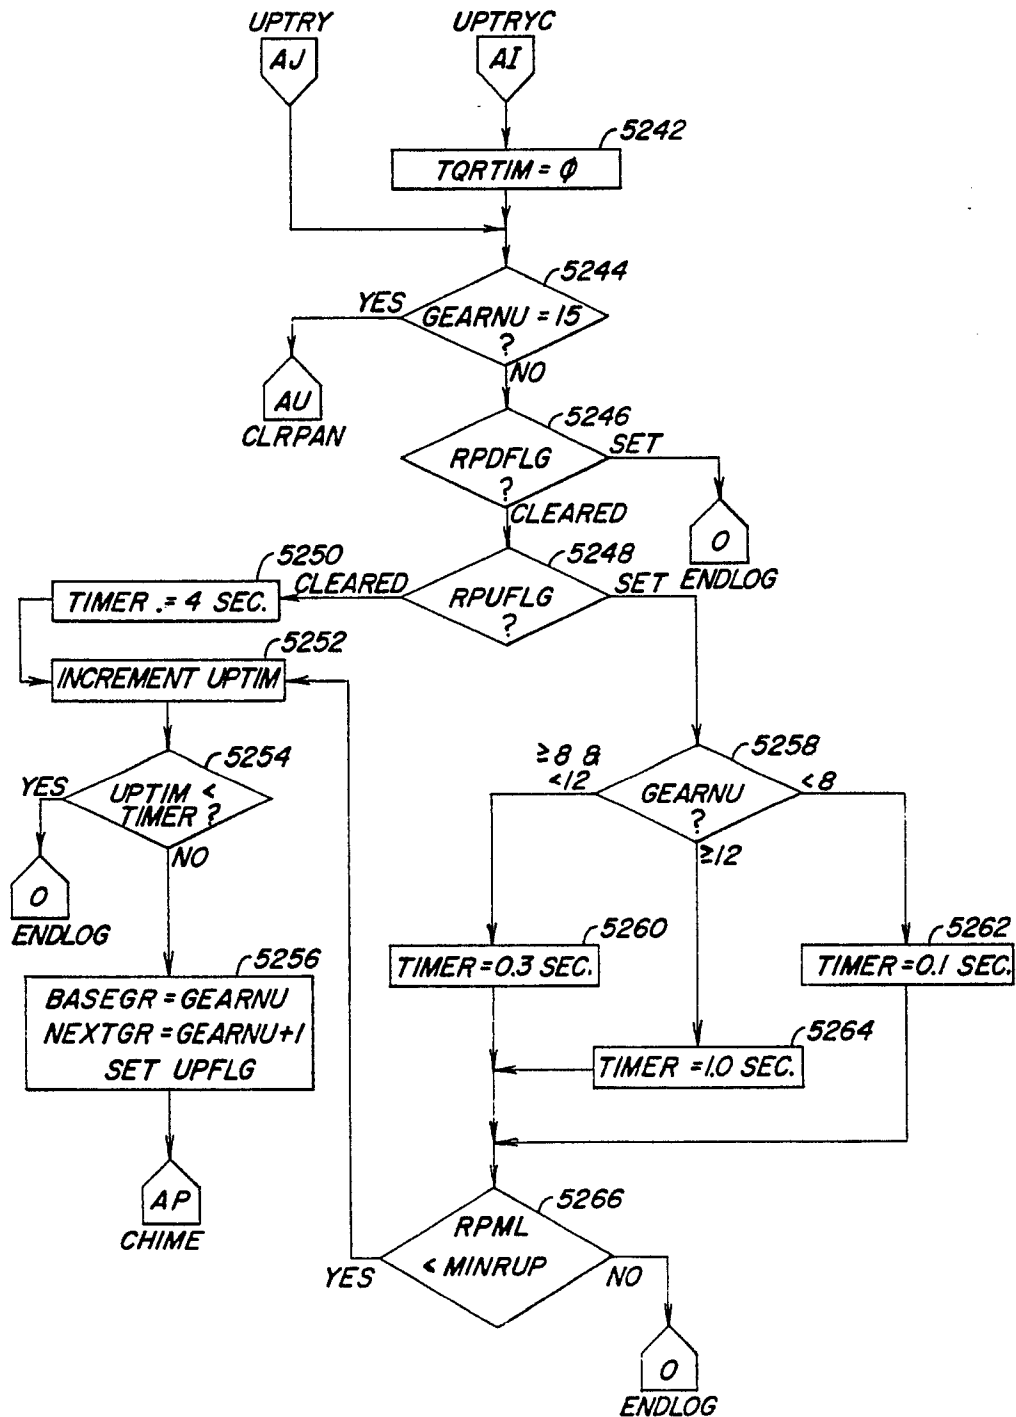 UPTRY
UPTRYC
AJ
AI
5242
TQRTIM = φ
5244
YES
GEARNU = 15
?
NO
AU
CLRPAN
5246
RPDFLG
?
SET
CLEARED
O
ENDLOG
5250
TIMER .= 4 SEC.
CLEARED
5248
RPUFLG
?
SET
5252
INCREMENT UPTIM
5254
YES
UPTIM <
TIMER ?
NO
O
ENDLOG
5258
≥8 &
<12
GEARNU
?
<8
≥12
5256
BASEGR = GEARNU
NEXTGR = GEARNU+1
SET UPFLG
5260
TIMER=0.3 SEC.
5262
TIMER=0.1 SEC.
5264
TIMER =1.0 SEC.
AP
CHIME
5266
RPML
< MINRUP
YES
NO
O
ENDLOG